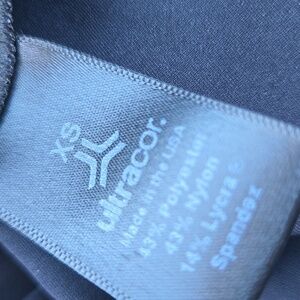 XS
ultracor.
Made in the USA
43% Polyester
43% Nylon
14% Lycra®
Spandex